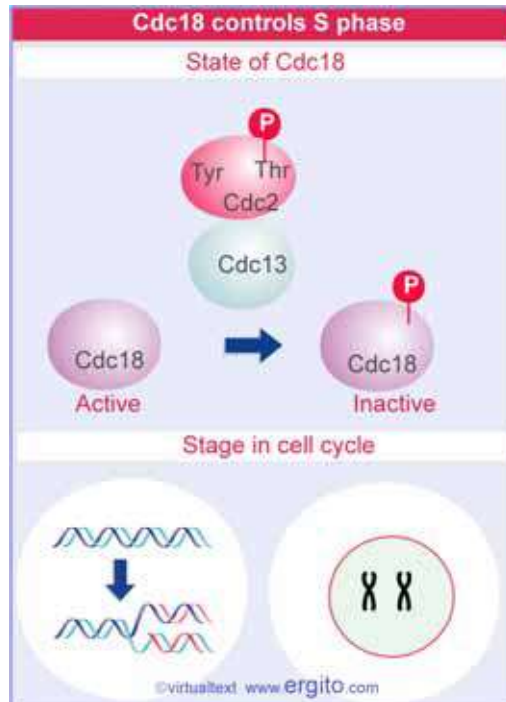 Cdc18 controls S phase
State of Cdc18
P
Tyr Thr
Cdc2
Cdc13
P
Cdc18 Cdc18
Active Inactive
Stage in cell cycle
©virtualtext www.ergito.com